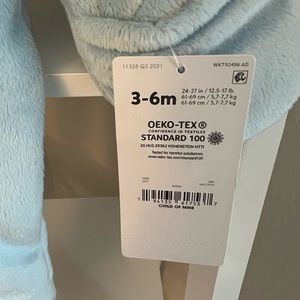 11328 Q3 2021
WKT92496 AD
3-6m
24-27 in / 12.5-17 lb
61-69 cm / 5.7-7.7 kg
61-69 cm / 5.7-7.7 kg
OEKO-TEX®
CONFIDENCE IN TEXTILES
STANDARD 100
20.HUS.39362 HOHENSTEIN HTTI
Tested for harmful substances.
www.oeko-tex.com/standard100
CHILD OF MINE